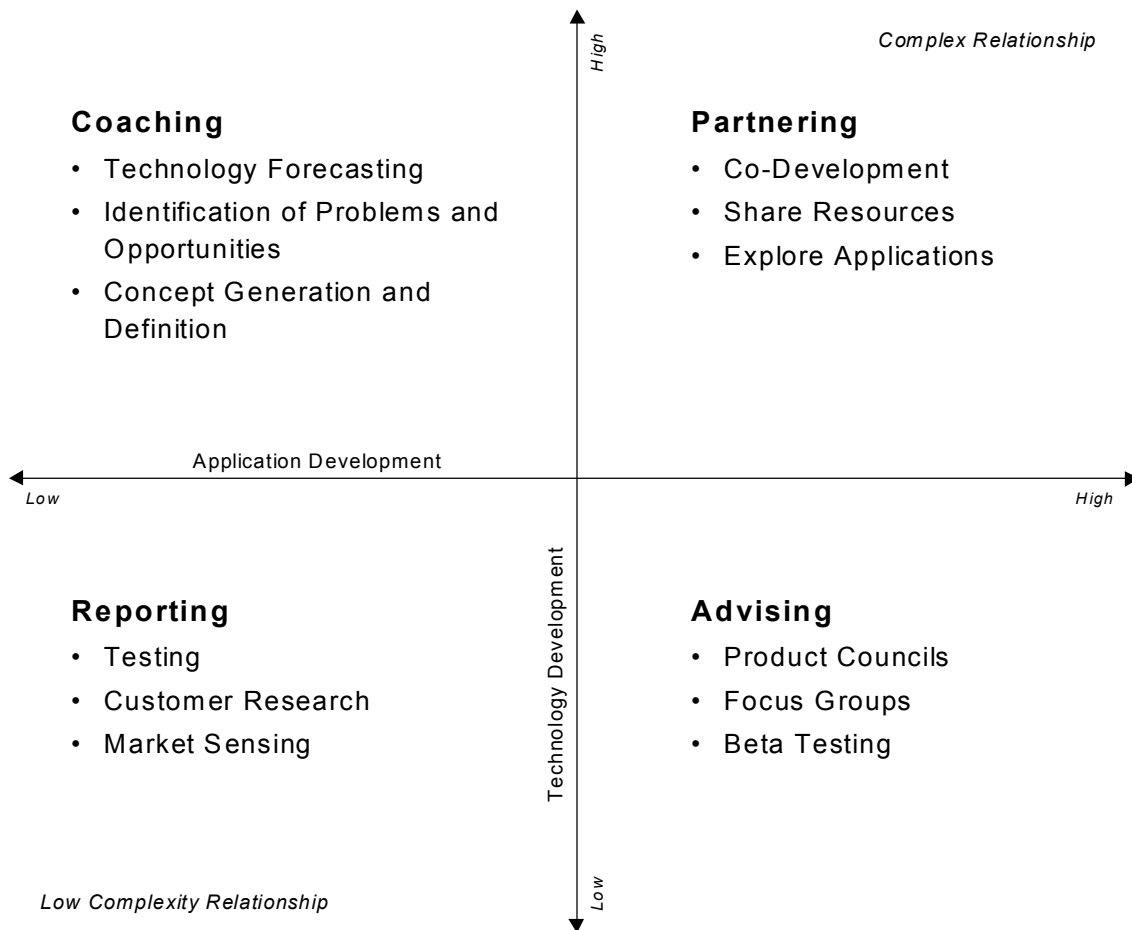 High
Complex Relationship
Coaching
• Technology Forecasting
• Identification of Problems and
Opportunities
• Concept Generation and
Definition
Partnering
• Co-Development
• Share Resources
• Explore Applications
Application Development
Low
High
Technology Development
Reporting
• Testing
• Customer Research
• Market Sensing
Advising
• Product Councils
• Focus Groups
• Beta Testing
Low Complexity Relationship
Low